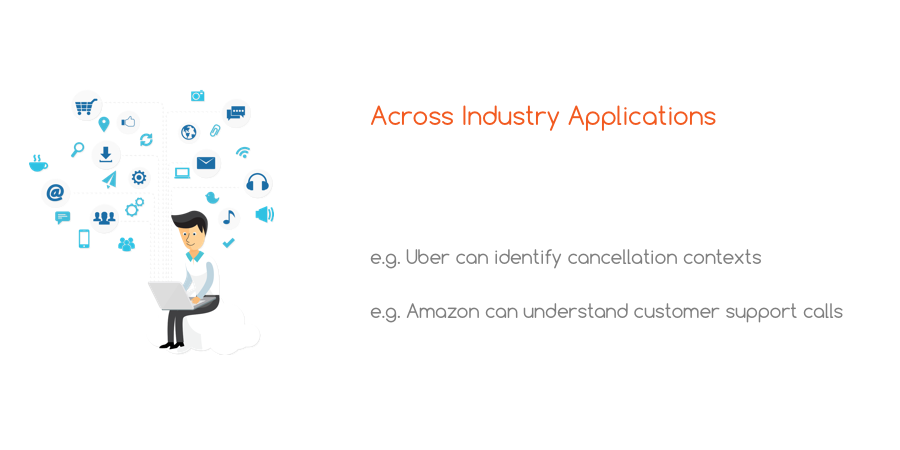 Across Industry Applications
e.g. Uber can identify cancellation contexts
e.g. Amazon can understand customer support calls